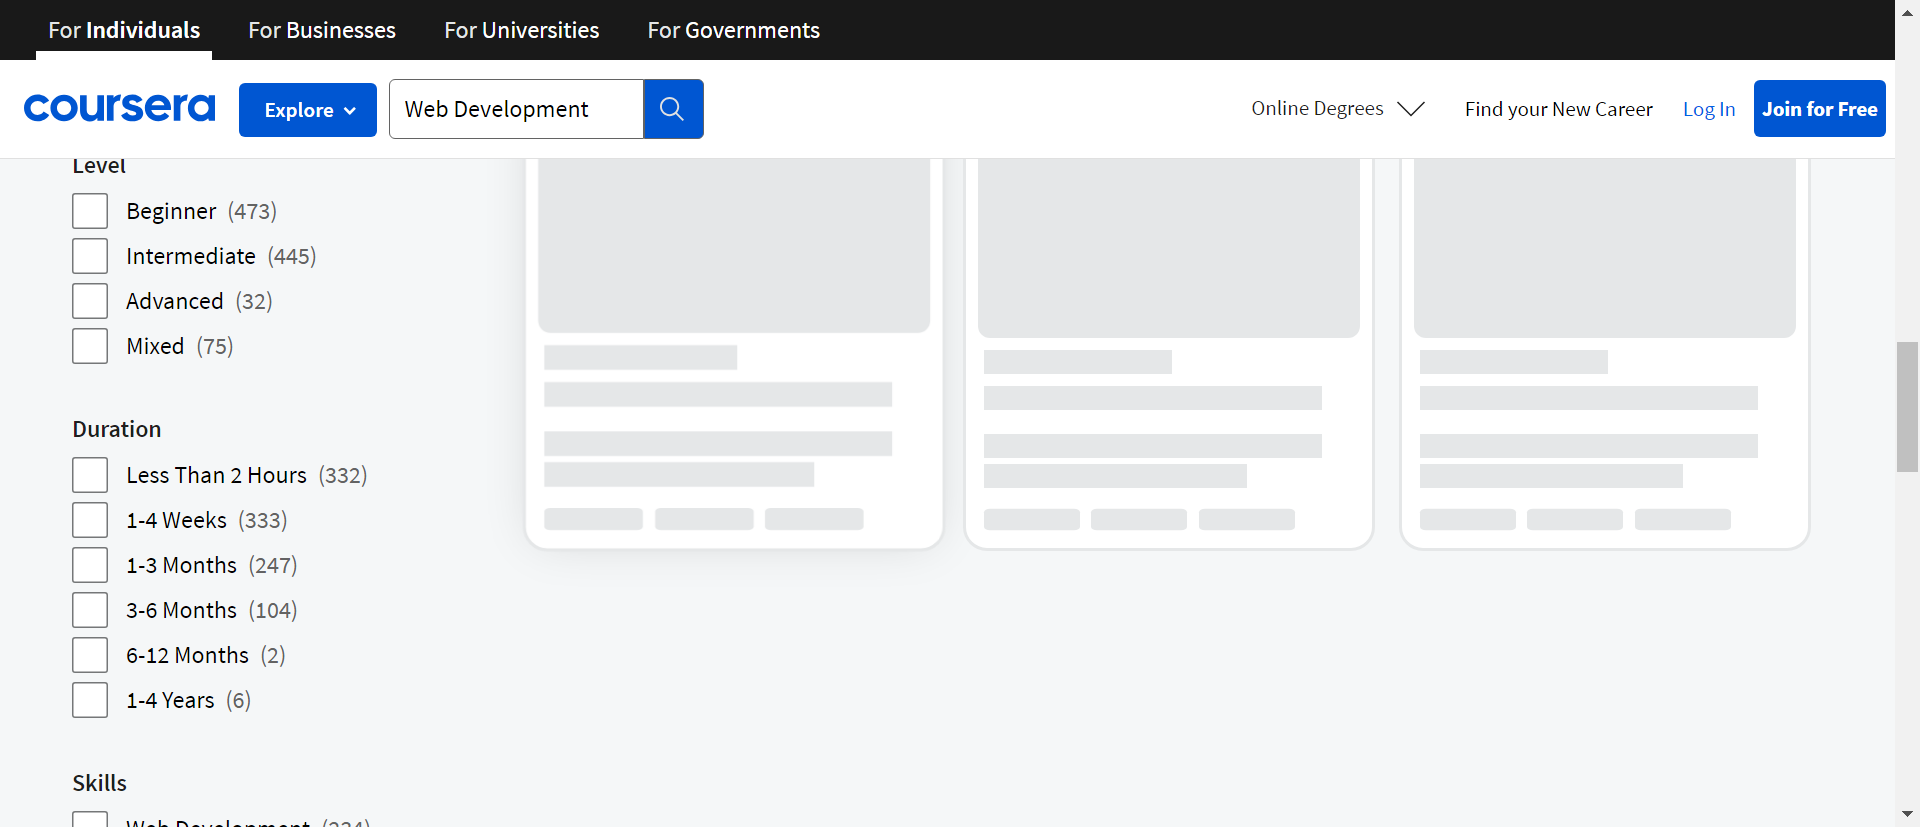 For Individuals
For Businesses
For Universities
For Governments
coursera
Explore
Web Development
Online Degrees
Find your New Career
Log In
Join for Free
Level
Beginner (473)
Intermediate (445)
Advanced (32)
Mixed (75)
Duration
Less Than 2 Hours (332)
1-4 Weeks (333)
1-3 Months (247)
3-6 Months (104)
6-12 Months (2)
1-4 Years (6)
Skills
Web Development